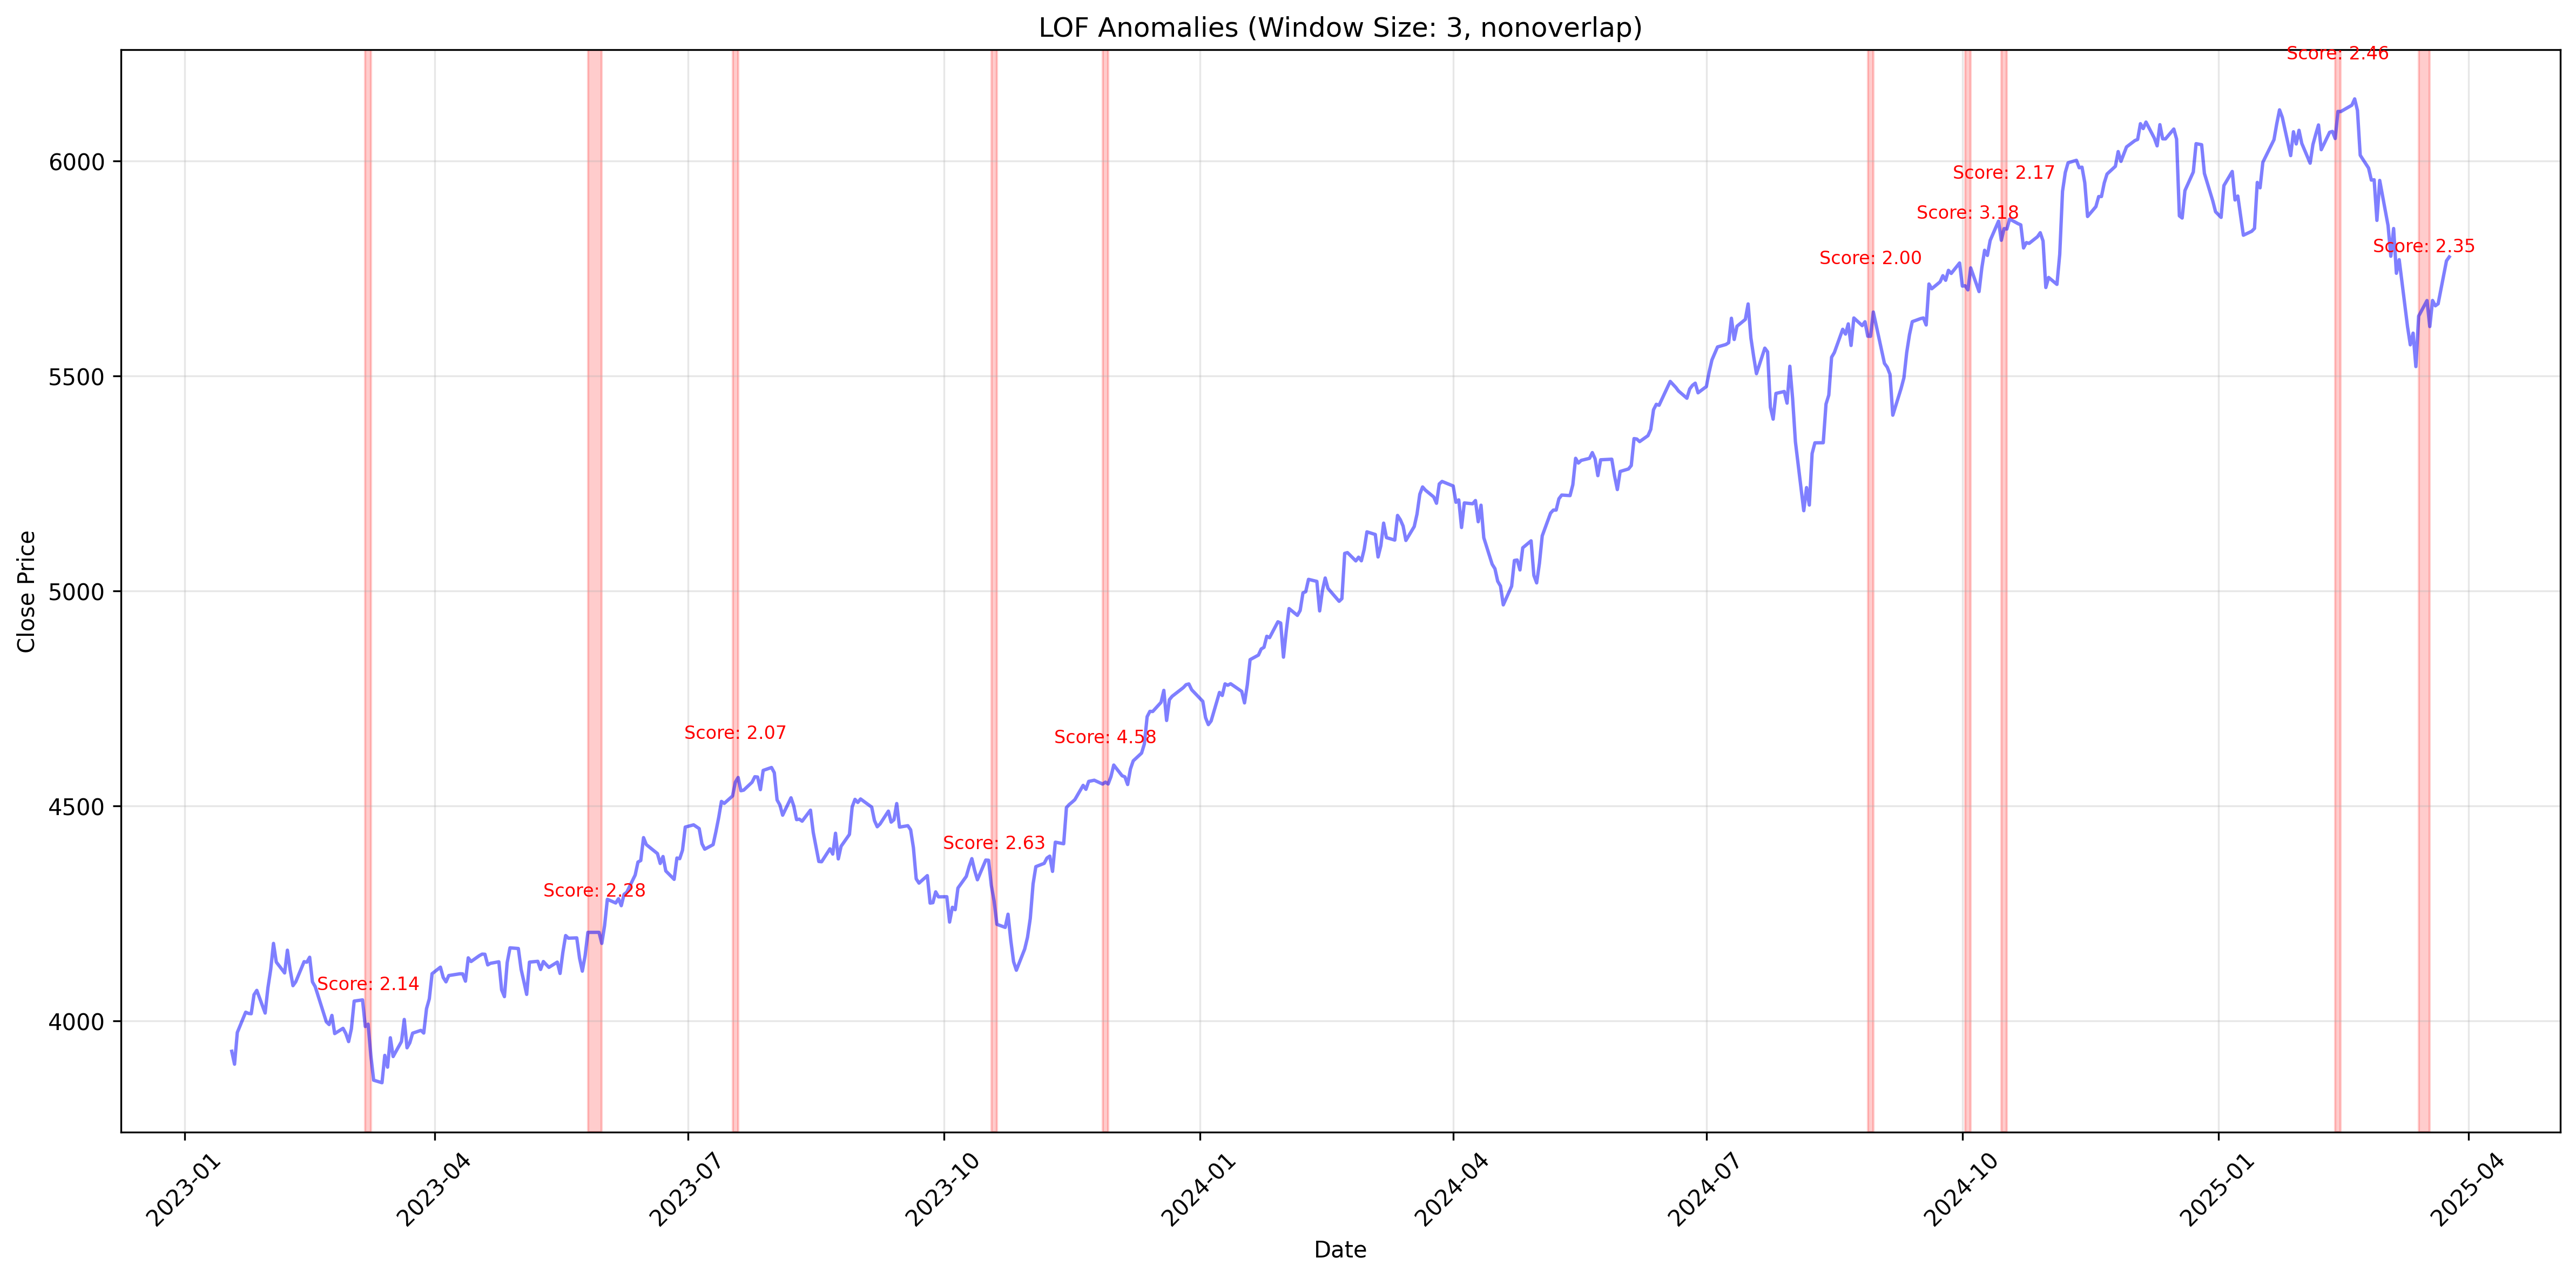 LOF Anomalies (Window Size: 3, nonoverlap)
Score: 2.46
Score: 2.17
Score: 3.18
Score: 2.35
Score: 2.00
Score: 2.07
Score: 4.58
Score: 2.63
Score: 2.28
Score: 2.14
Close Price
6000
5500
5000
4500
4000
2023-01
2023-04
2023-07
2023-10
2024-01
2024-04
2024-07
2024-10
2025-01
2025-04
Date